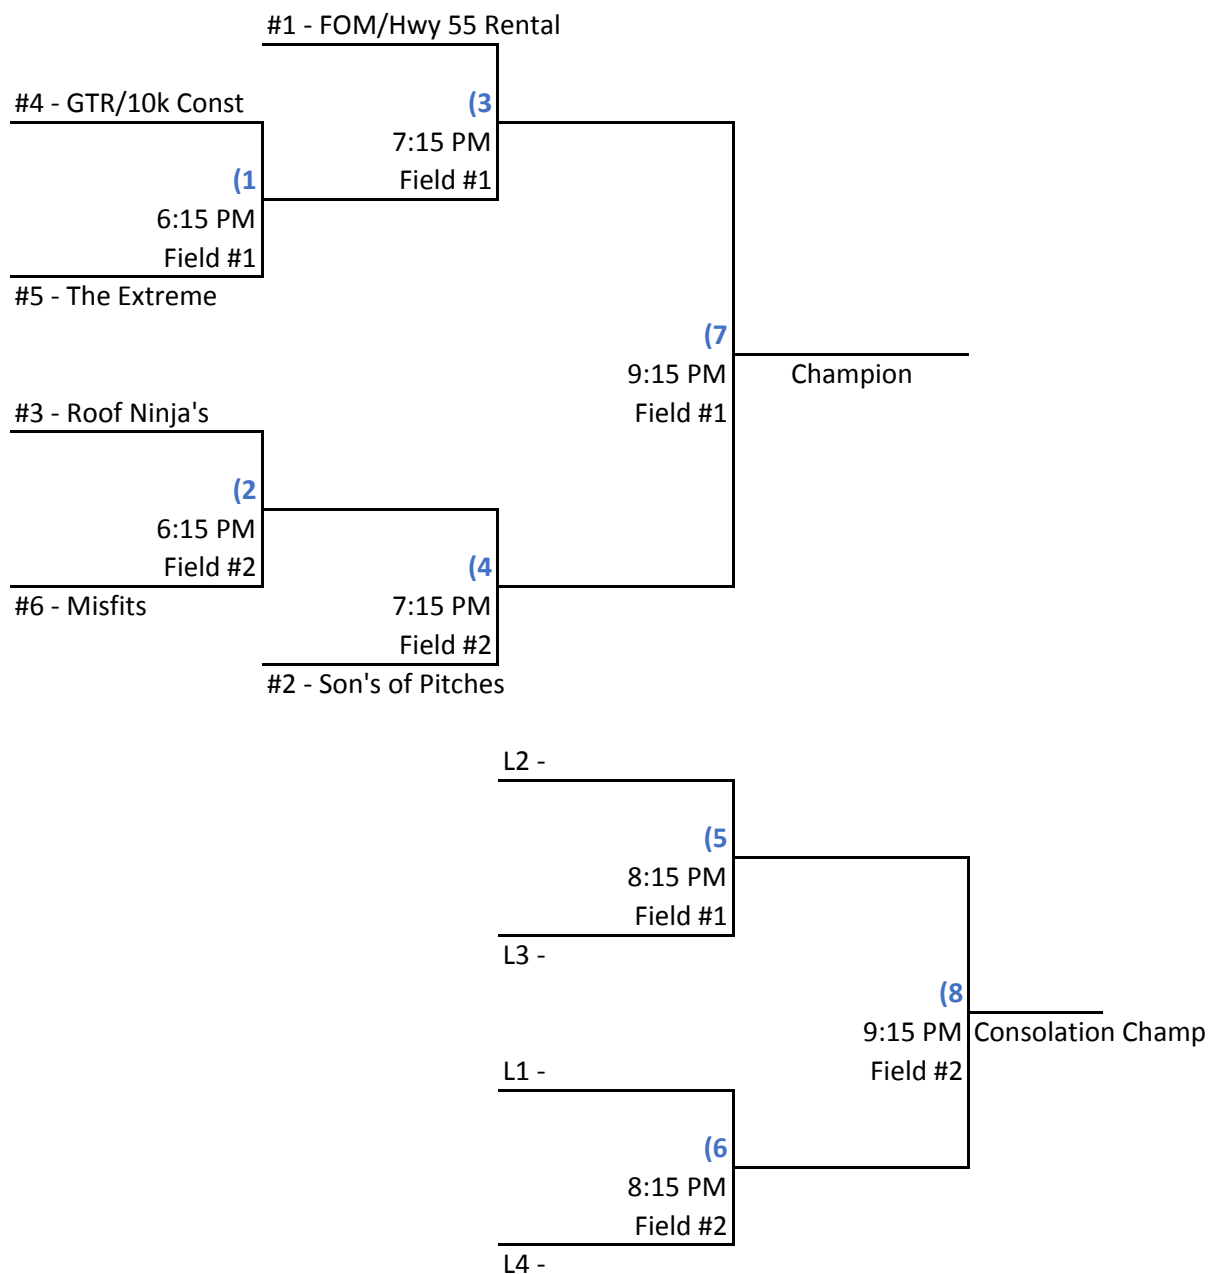 #1 - FOM/Hwy 55 Rental
#4 - GTR/10k Const
(3
7:15 PM
Field #1
(1
6:15 PM
Field #1
#5 - The Extreme
(7
9:15 PM
Field #1
Champion
#3 - Roof Ninja's
(2
6:15 PM
Field #2
#6 - Misfits
(4
7:15 PM
Field #2
#2 - Son's of Pitches
L2 -
(5
8:15 PM
Field #1
L3 -
(8
9:15 PM
Field #2
Consolation Champ
L1 -
(6
8:15 PM
Field #2
L4 -